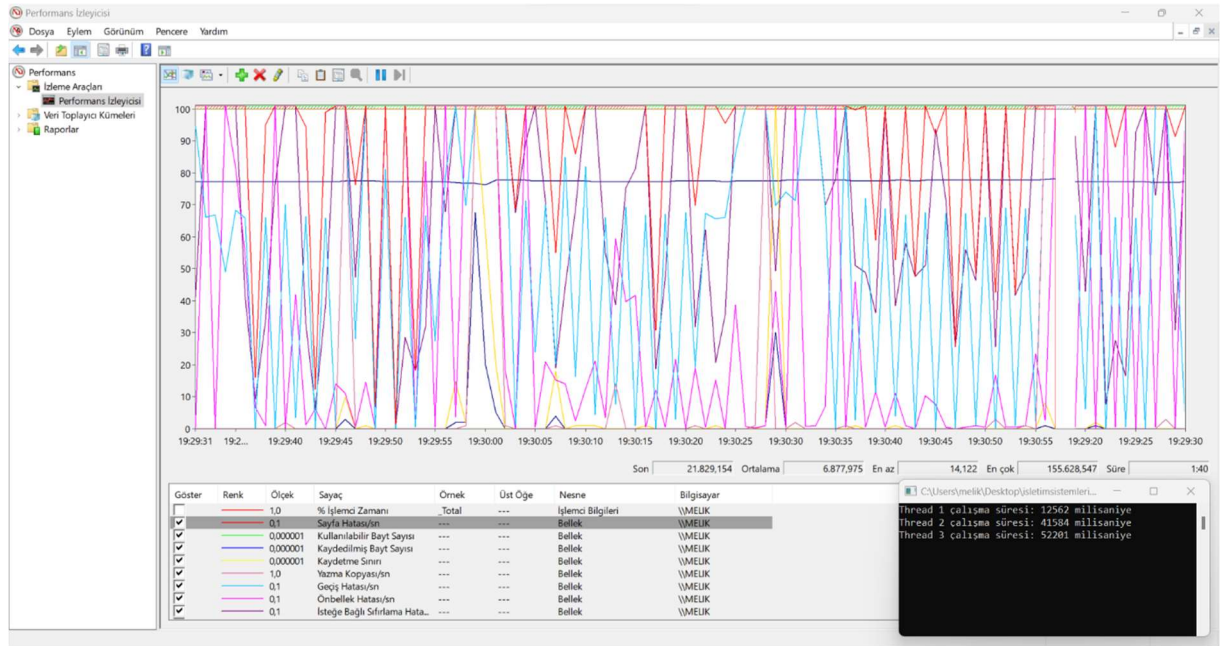 Performans İzleyicisi
Dosya Eylem Görünüm Pencere Yardım
Performans
İzleme Araçları
Performans İzleyicisi
Veri Toplayıcı Kümeleri
Raporlar
100
90
80
70
60
50
40
30
20
10
0
19:29:31 19:2... 19:29:40 19:29:45 19:29:50 19:29:55 19:30:00 19:30:05 19:30:10 19:30:15 19:30:20 19:30:25 19:30:30 19:30:35 19:30:40 19:30:45 19:30:50 19:30:55 19:29:20 19:29:25 19:29:30
Son 21.829,154 Ortalama 6.877,975 En az 14,122 En çok 155.628,547 Süre 1:40
Göster Renk Ölçek Sayaç Örnek Üst Öğe Nesne Bilgisayar
1,0 % İşlemci Zamanı _Total --- İşlemci Bilgileri \\MELIK
0,1 Sayfa Hatası/sn --- --- Bellek \\MELIK
0,000001 Kullanılabilir Bayt Sayısı --- --- Bellek \\MELIK
0,000001 Kaydedilmiş Bayt Sayısı --- --- Bellek \\MELIK
0,000001 Kaydetme Sınırı --- --- Bellek \\MELIK
1,0 Yazma Kopyası/sn --- --- Bellek \\MELIK
0,1 Geçiş Hatası/sn --- --- Bellek \\MELIK
0,1 Önbellek Hatası/sn --- --- Bellek \\MELIK
0,1 İsteğe Bağlı Sıfırlama Hata... --- --- Bellek \\MELIK
C:\Users\melik\Desktop\isletimsistemleri...
Thread 1 çalışma süresi: 12562 milisaniye
Thread 2 çalışma süresi: 41584 milisaniye
Thread 3 çalışma süresi: 52201 milisaniye